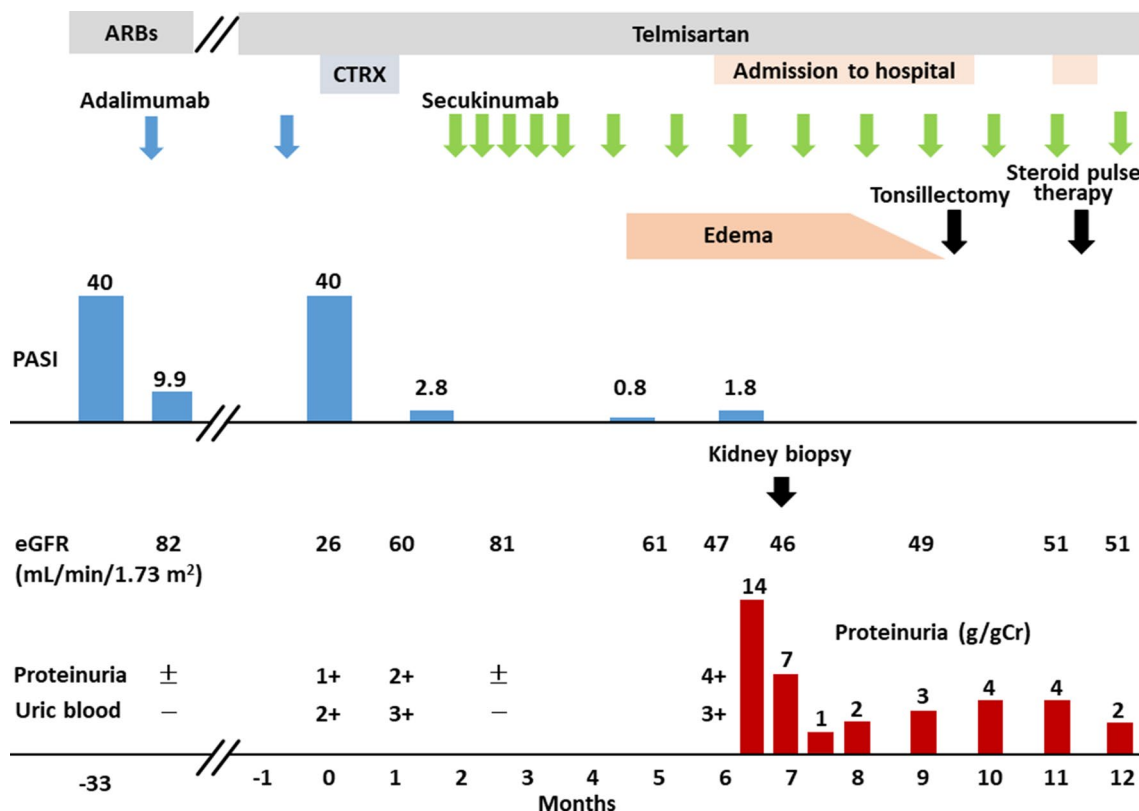 ARBs
Telmisartan
CTRX
Admission to hospital
Adalimumab
Secukinumab
Steroid pulse
therapy
Tonsillectomy
Edema
40
40
PASI
9.9
2.8
0.8
1.8
Kidney biopsy
eGFR 82 26 60 81 61 47 46 49 51 51
(mL/min/1.73 m²)
14
Proteinuria (g/gCr)
7
1
2
3
4
4
2
Proteinuria ± 1+ 2+ ± 4+
Uric blood − 2+ 3+ − 3+
-33 -1 0 1 2 3 4 5 6 7 8 9 10 11 12
Months